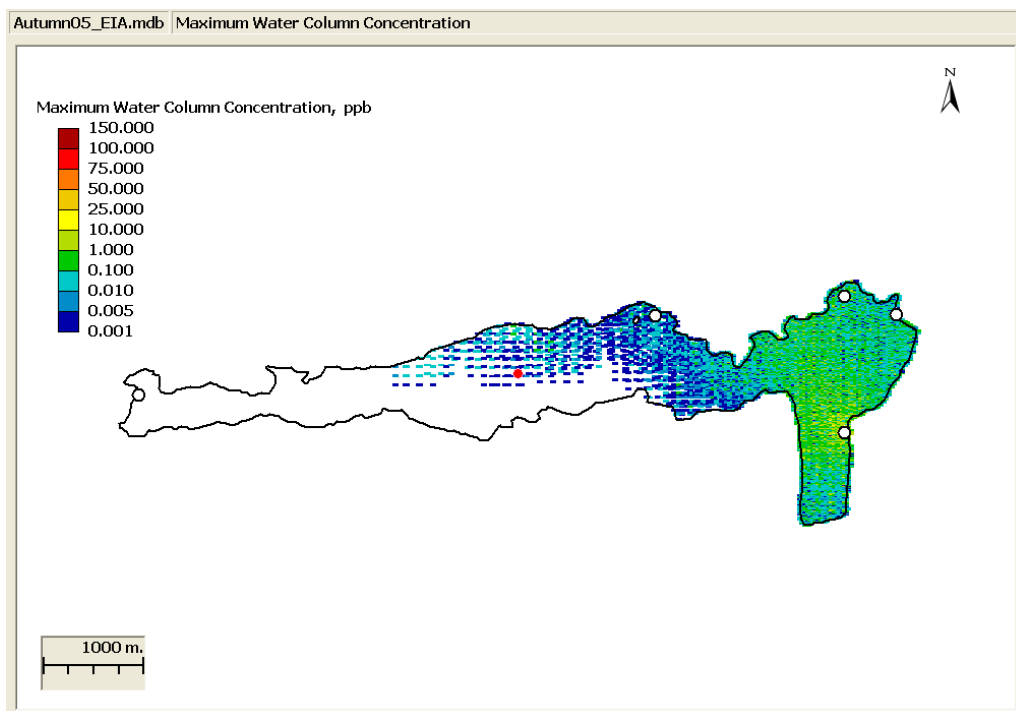 Autumn05_EIA.mdb Maximum Water Column Concentration
N
Maximum Water Column Concentration, ppb
150.000
100.000
75.000
50.000
25.000
10.000
1.000
0.100
0.010
0.005
0.001
1000 m.